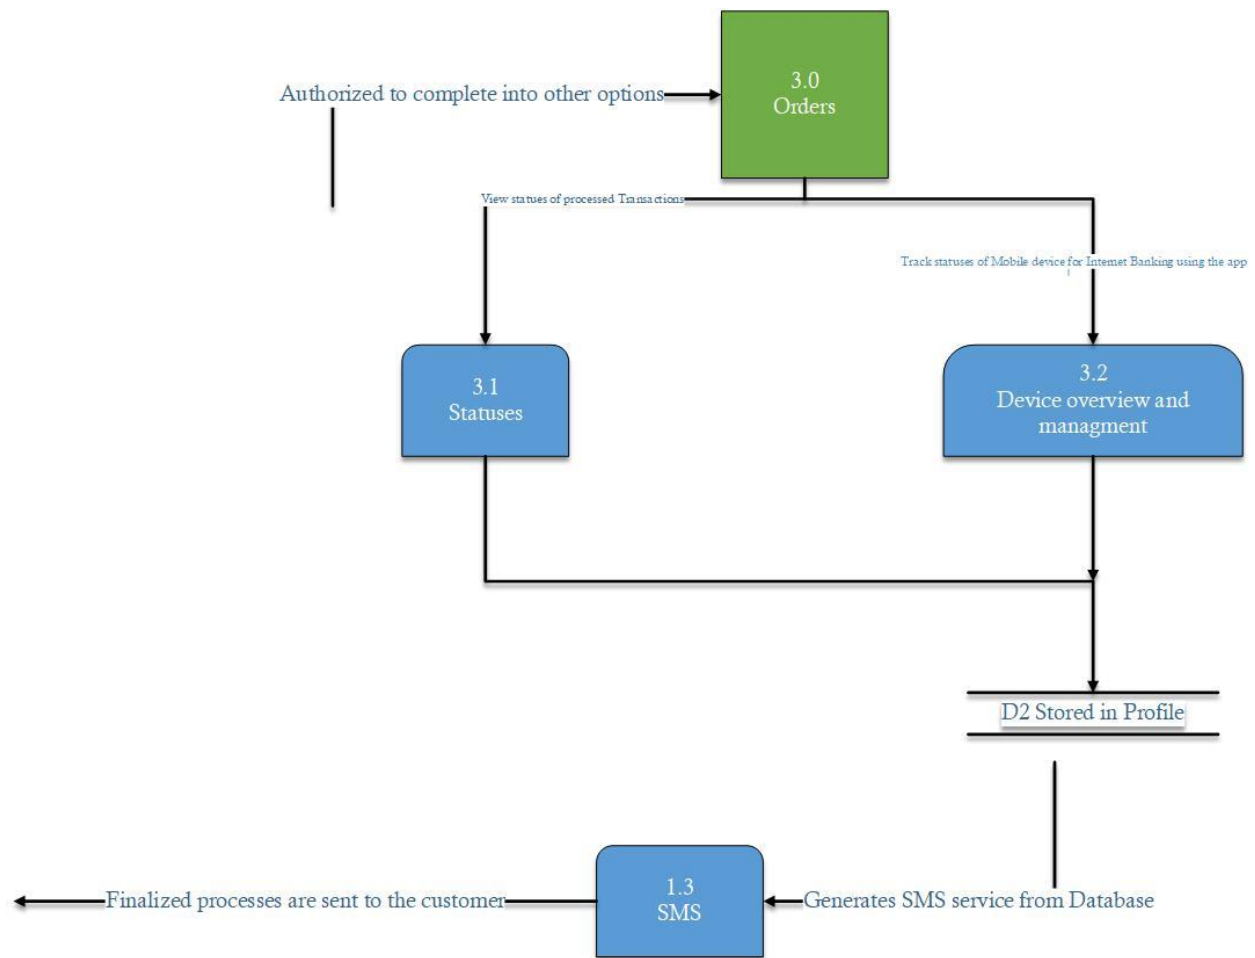 3.0
Orders
Authorized to complete into other options
View statues of processed Transactions
Track statuses of Mobile device for Internet Banking using the app
3.1
Statuses
3.2
Device overview and
managment
D2 Stored in Profile
1.3
SMS
Finalized processes are sent to the customer
Generates SMS service from Database